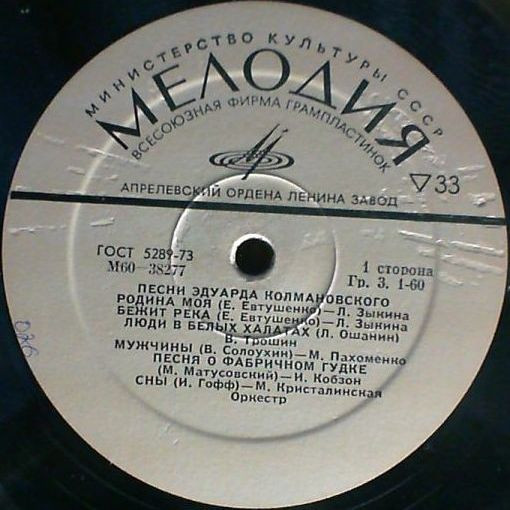 МИНИСТЕРСТВО КУЛЬТУРЫ СССР
МЕЛОДИЯ
ВСЕСОЮЗНАЯ ФИРМА ГРАМПЛАСТИНОК
АПРЕЛЕВСКИЙ ОРДЕНА ЛЕНИНА ЗАВОД
▽33
ГОСТ 5289-73
М60—38277
1 сторона
Гр. 3. 1-60
ПЕСНИ ЭДУАРДА КОЛМАНОВСКОГО
РОДИНА МОЯ (Е. Евтушенко)—Л. Зыкина
БЕЖИТ РЕКА (Е. Евтушенко)—Л. Зыкина
ЛЮДИ В БЕЛЫХ ХАЛАТАХ (Л. Ошанин)
В. Трошин
МУЖЧИНЫ (В. Солоухин)—М. Пахоменко
ПЕСНЯ О ФАБРИЧНОМ ГУДКЕ
(М. Матусовский)—И. Кобзон
СНЫ (И. Гофф)—М. Кристалинская
Оркестр